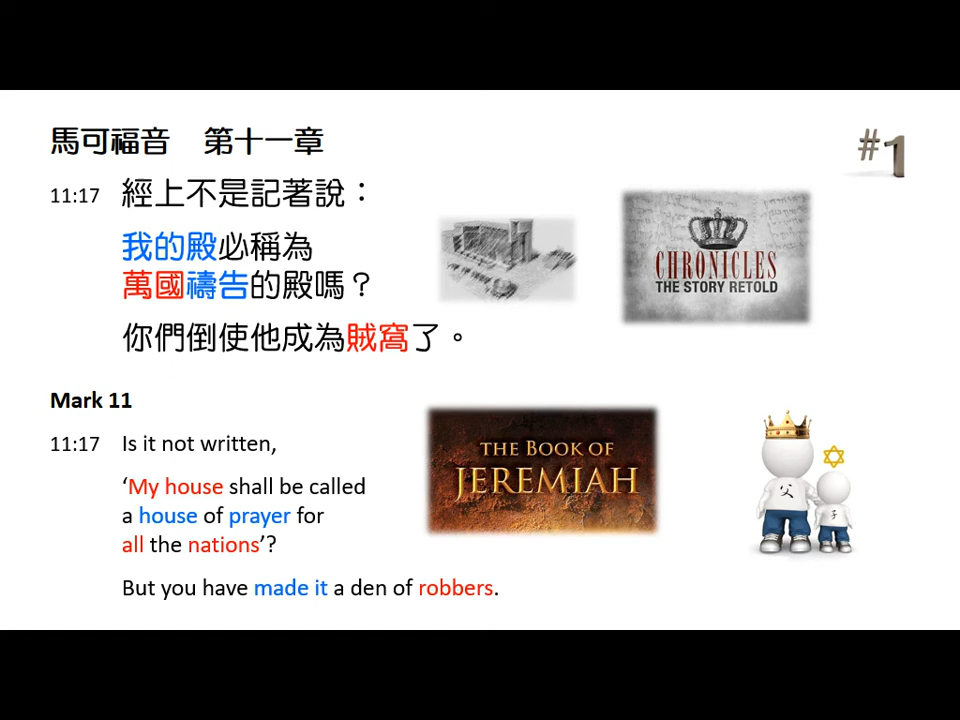 馬可福音 第十一章
#1
11:17 經上不是記著說：
我的殿必稱為
萬國禱告的殿嗎？
你們倒使他成為賊窩了。
CHRONICLES
THE STORY RETOLD
Mark 11
11:17 Is it not written,
‘My house shall be called
a house of prayer for
all the nations’?
But you have made it a den of robbers.
THE BOOK OF
JEREMIAH
父
子